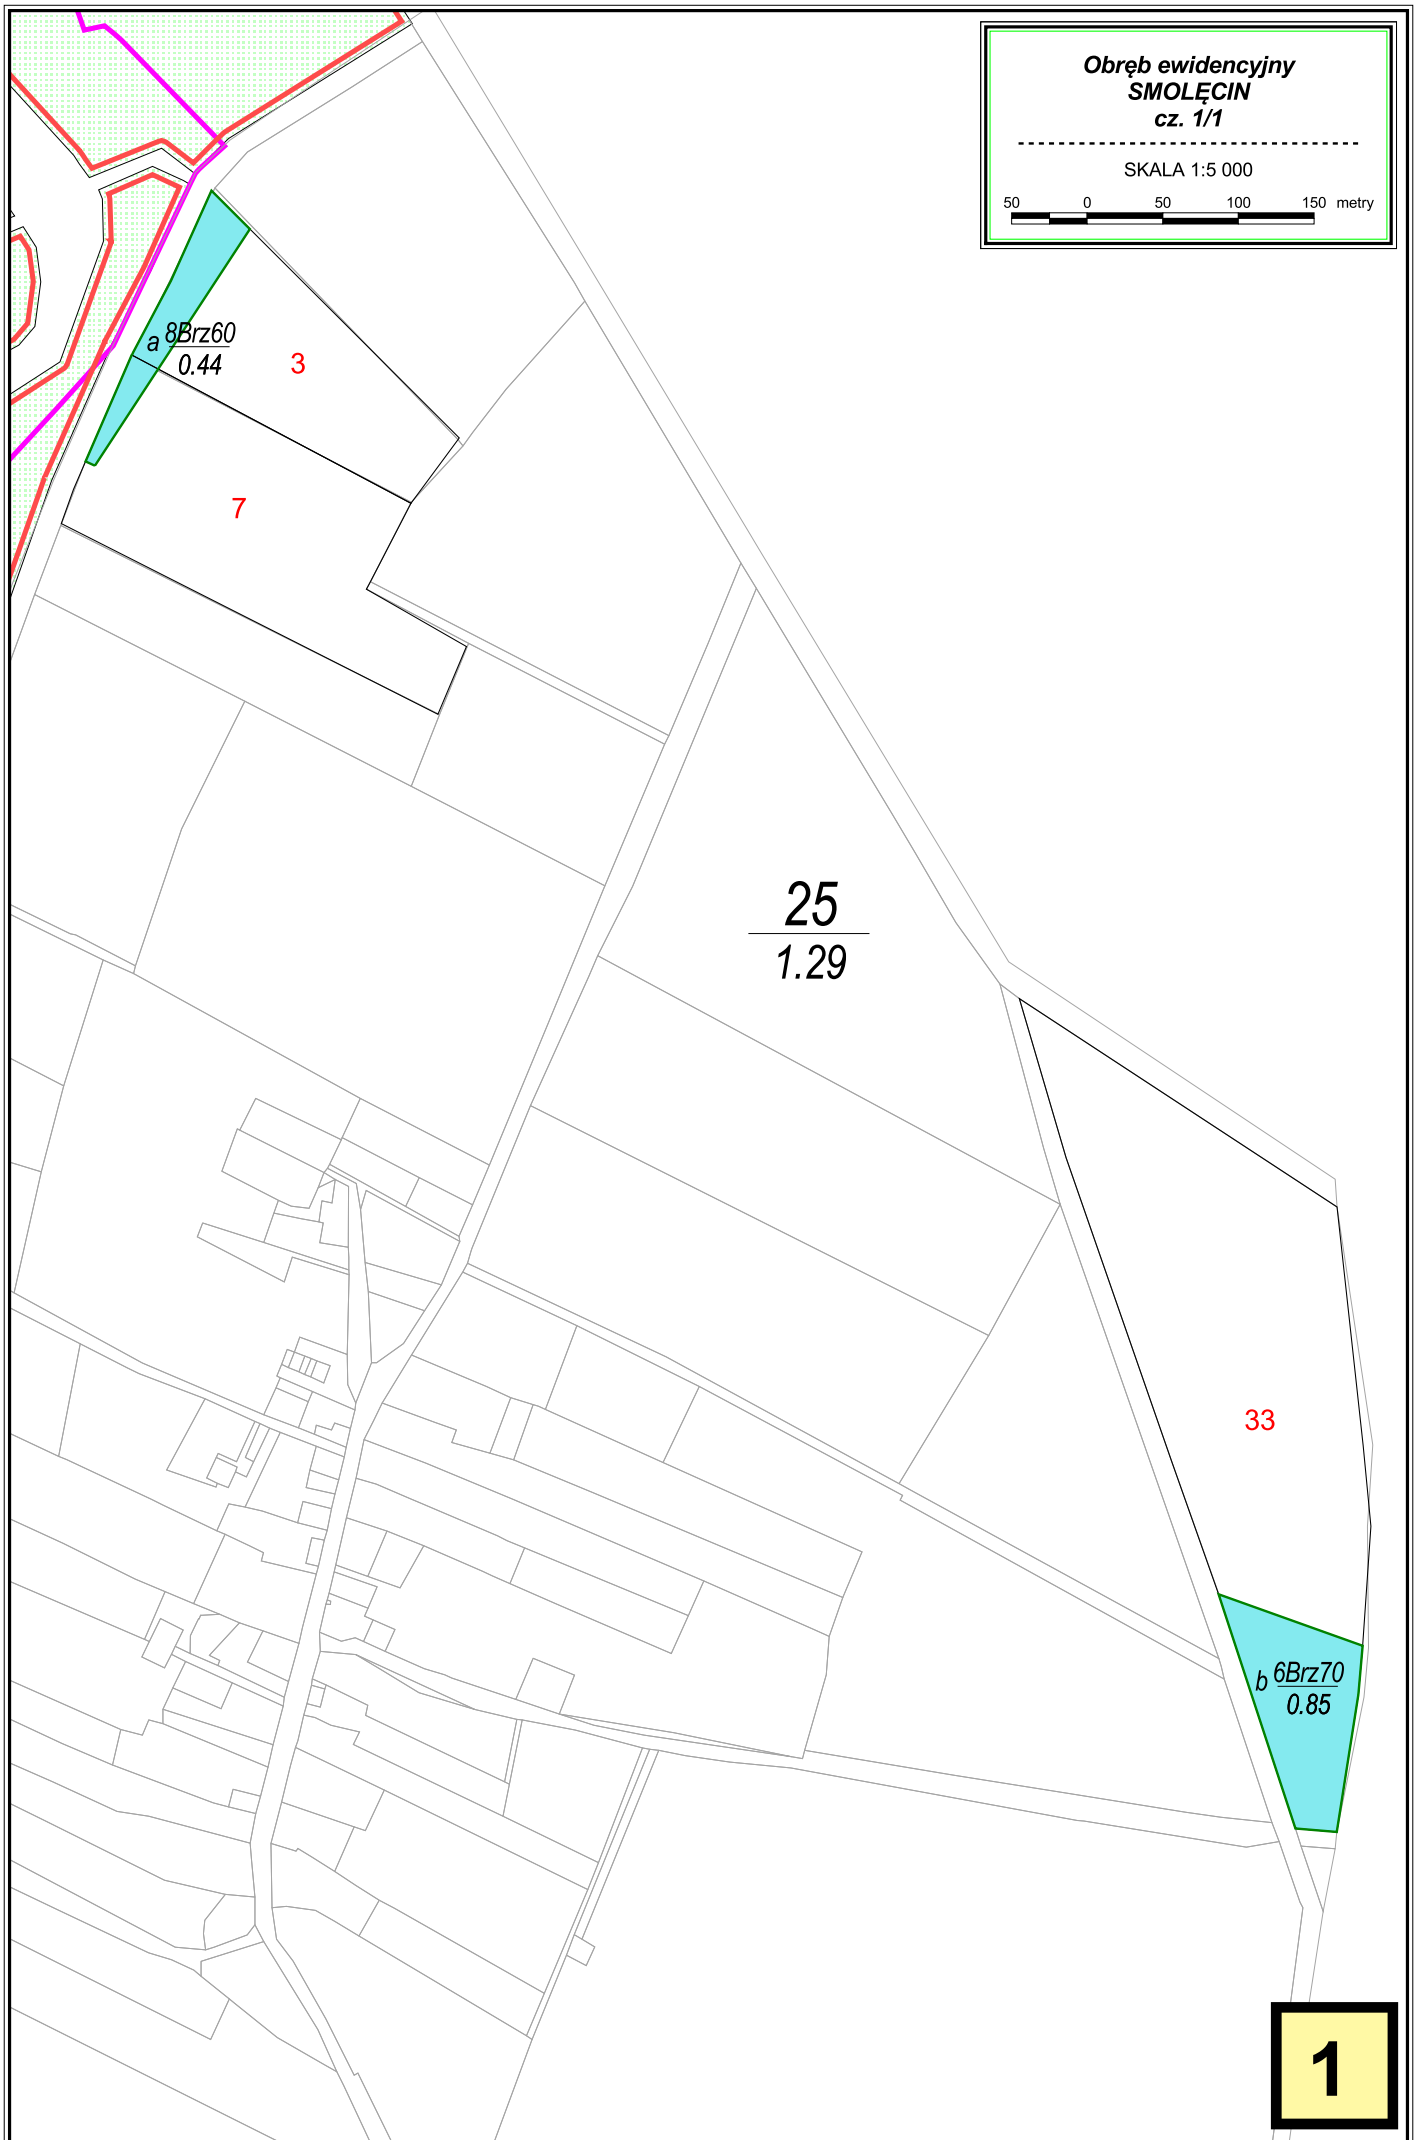 Obręb ewidencyjny
SMOLĘCIN
cz. 1/1
SKALA 1:5 000
50 0 50 100 150 metry
a 8Brz60
0.44
3
7
25
1.29
33
b 6Brz70
0.85
1